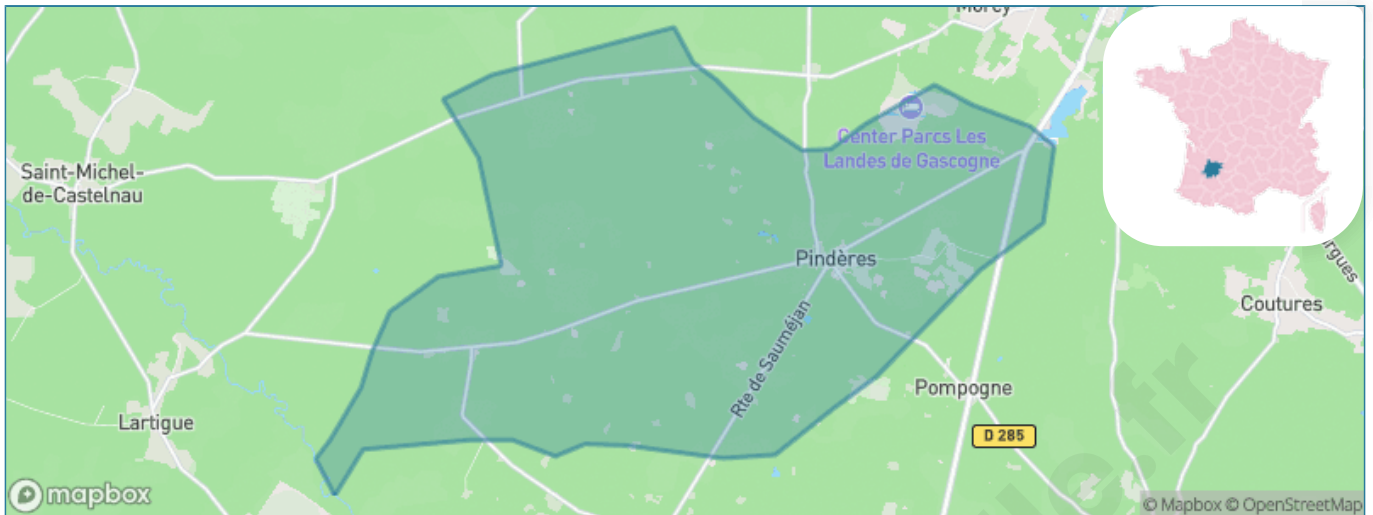 Center Parcs Les
Landes de Gascogne
Saint-Michel-
de-Castelnau
Pindères
Coutures
Rte de Sauméjan
Pompogne
Lartigue
D 285
mapbox
© Mapbox © OpenStreetMap